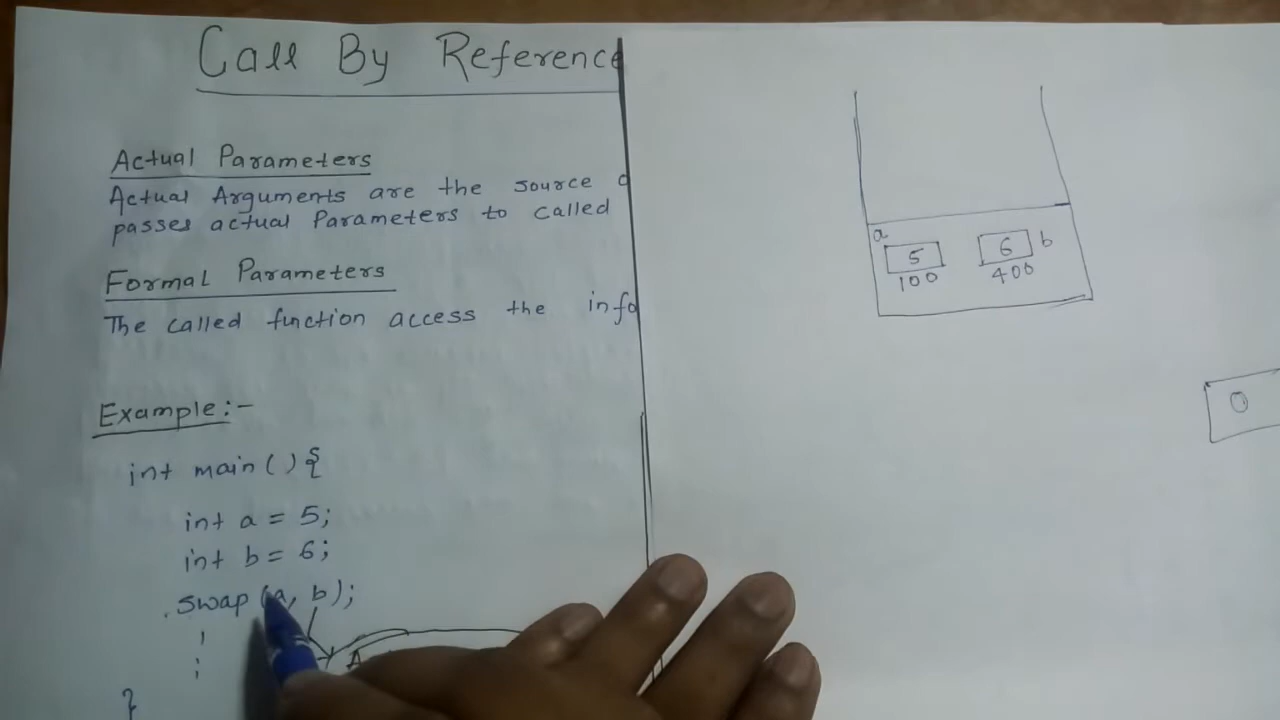 Call By Reference
Actual Parameters
Actual Arguments are the source
passes actual Parameters to called
Formal Parameters
The called function access the info
Example:-
int main(){
int a = 5;
int b = 6;
swap(a, b);
;
;
}
a 5 6 b
100 400
0